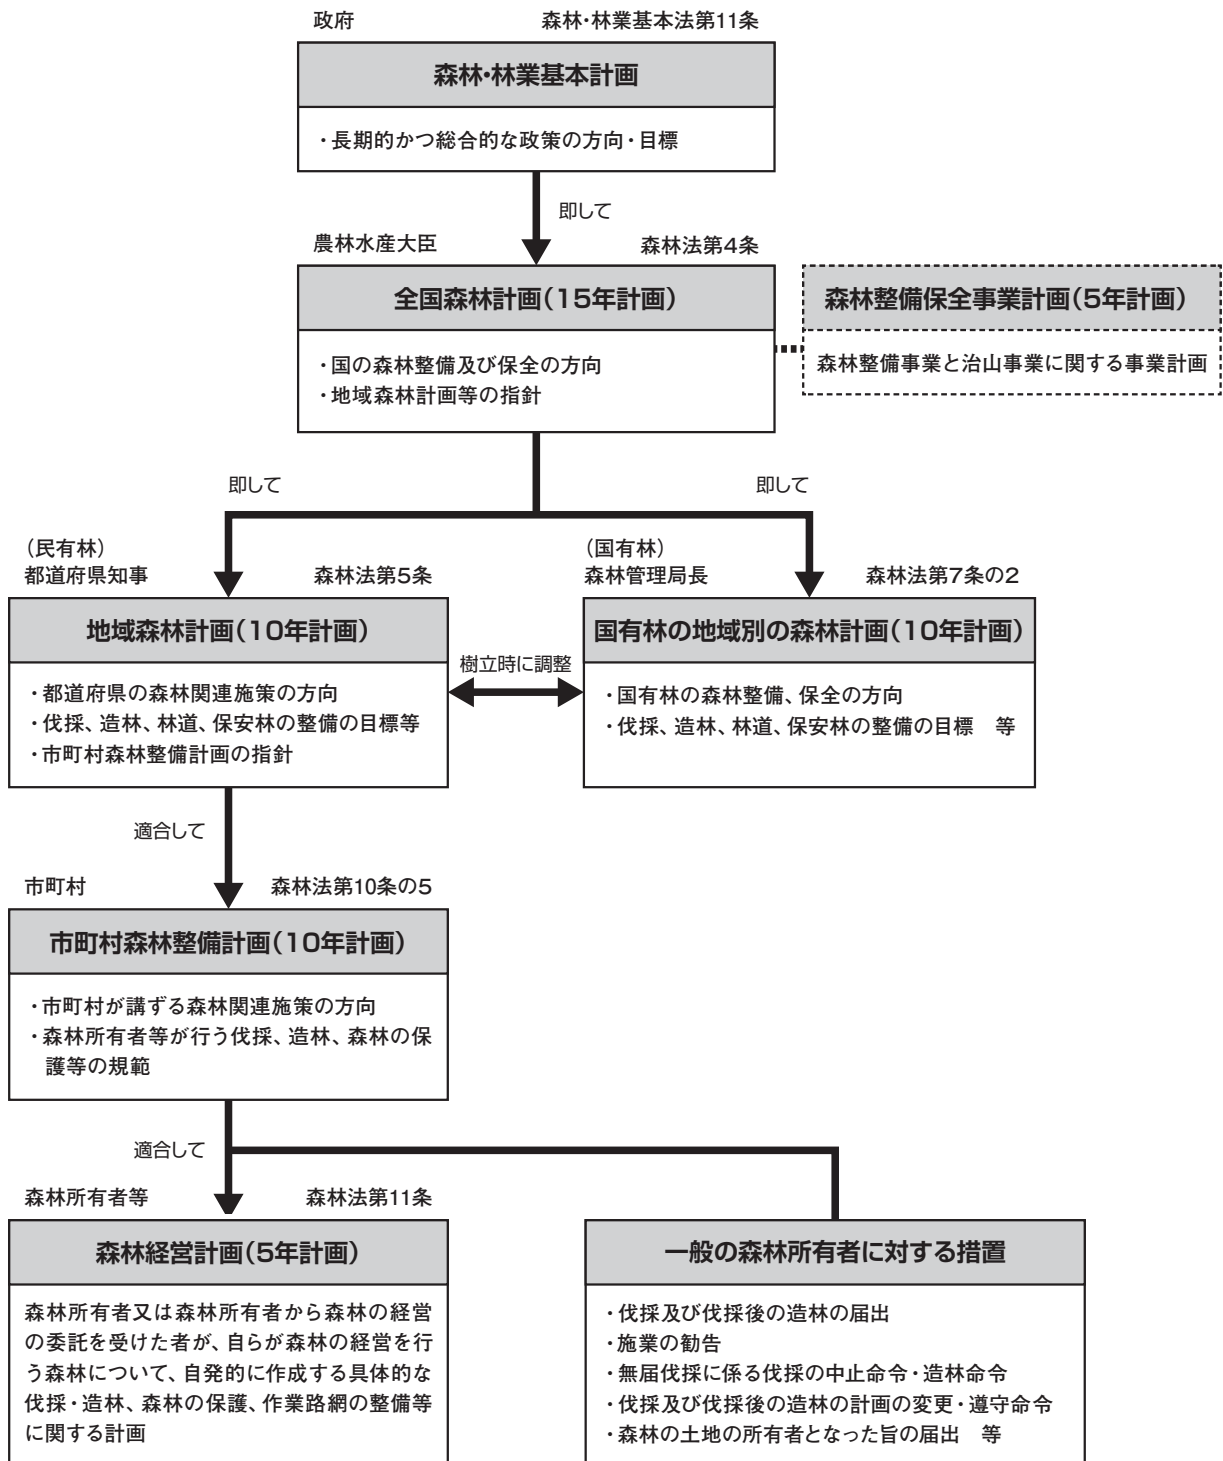 政府 森林・林業基本法第11条
森林・林業基本計画
・長期的かつ総合的な政策の方向・目標
即して
農林水産大臣 森林法第4条
全国森林計画（15年計画）
・国の森林整備及び保全の方向
・地域森林計画等の指針
森林整備保全事業計画（5年計画）
森林整備事業と治山事業に関する事業計画
即して 即して
（民有林）
都道府県知事 森林法第5条
地域森林計画（10年計画）
・都道府県の森林関連施策の方向
・伐採、造林、林道、保安林の整備の目標等
・市町村森林整備計画の指針
樹立時に調整
（国有林）
森林管理局長 森林法第7条の2
国有林の地域別の森林計画（10年計画）
・国有林の森林整備、保全の方向
・伐採、造林、林道、保安林の整備の目標　等
適合して
市町村 森林法第10条の5
市町村森林整備計画（10年計画）
・市町村が講ずる森林関連施策の方向
・森林所有者等が行う伐採、造林、森林の保
護等の規範
適合して
森林所有者等 森林法第11条
森林経営計画（5年計画）
森林所有者又は森林所有者から森林の経営
の委託を受けた者が、自らが森林の経営を行
う森林について、自発的に作成する具体的な
伐採・造林、森林の保護、作業路網の整備等
に関する計画
一般の森林所有者に対する措置
・伐採及び伐採後の造林の届出
・施業の勧告
・無届伐採に係る伐採の中止命令・造林命令
・伐採及び伐採後の造林の計画の変更・遵守命令
・森林の土地の所有者となった旨の届出　等